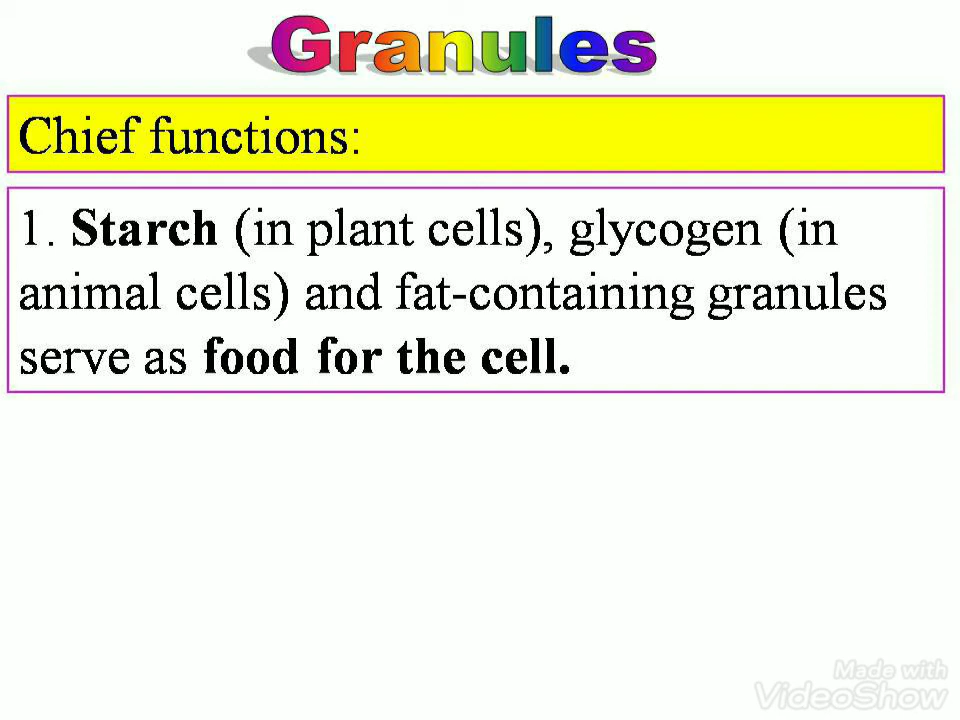 Granules
Chief functions:
1. Starch (in plant cells), glycogen (in
animal cells) and fat-containing granules
serve as food for the cell.
Made with
VideoShow